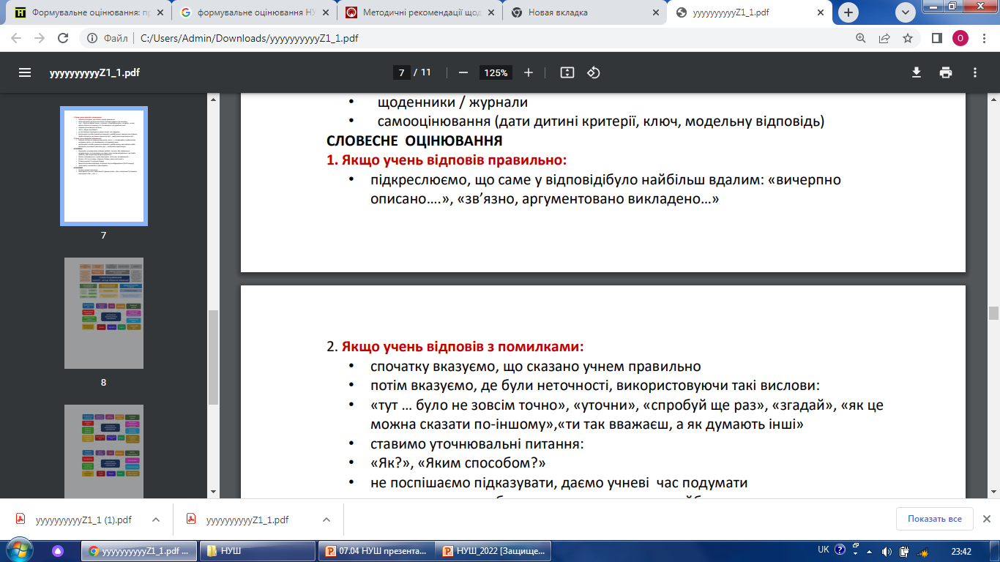 Формувальне оцінювання: пр
формувальне оцінювання НУ
Методичні рекомендації щод
Новая вкладка
yyyyyyyyyyZ1_1.pdf
Файл
C:/Users/Admin/Downloads/yyyyyyyyyyZ1_1.pdf
О
yyyyyyyyyyZ1_1.pdf
7 / 11
125%
щоденники / журнали
самооцінювання (дати дитині критерії, ключ, модельну відповідь)
СЛОВЕСНЕ ОЦІНЮВАННЯ
1. Якщо учень відповів правильно:
підкреслюємо, що саме у відповідібуло найбільш вдалим: «вичерпно
описано….», «зв’язно, аргументовано викладено…»
7
8
2. Якщо учень відповів з помилками:
спочатку вказуємо, що сказано учнем правильно
потім вказуємо, де були неточності, використовуючи такі вислови:
«тут … було не зовсім точно», «уточни», «спробуй ще раз», «згадай», «як це
можна сказати по-іншому»,«ти так вважаєш, а як думають інші»
ставимо уточнювальні питання:
«Як?», «Яким способом?»
не поспішаємо підказувати, даємо учневі час подумати
yyyyyyyyyyZ1_1 (1).pdf
yyyyyyyyyyZ1_1.pdf
Показать все
yyyyyyyyyyZ1_1.pdf ...
НУШ
07.04 НУШ презента...
НУШ_2022 [Защище...
UK
23:42